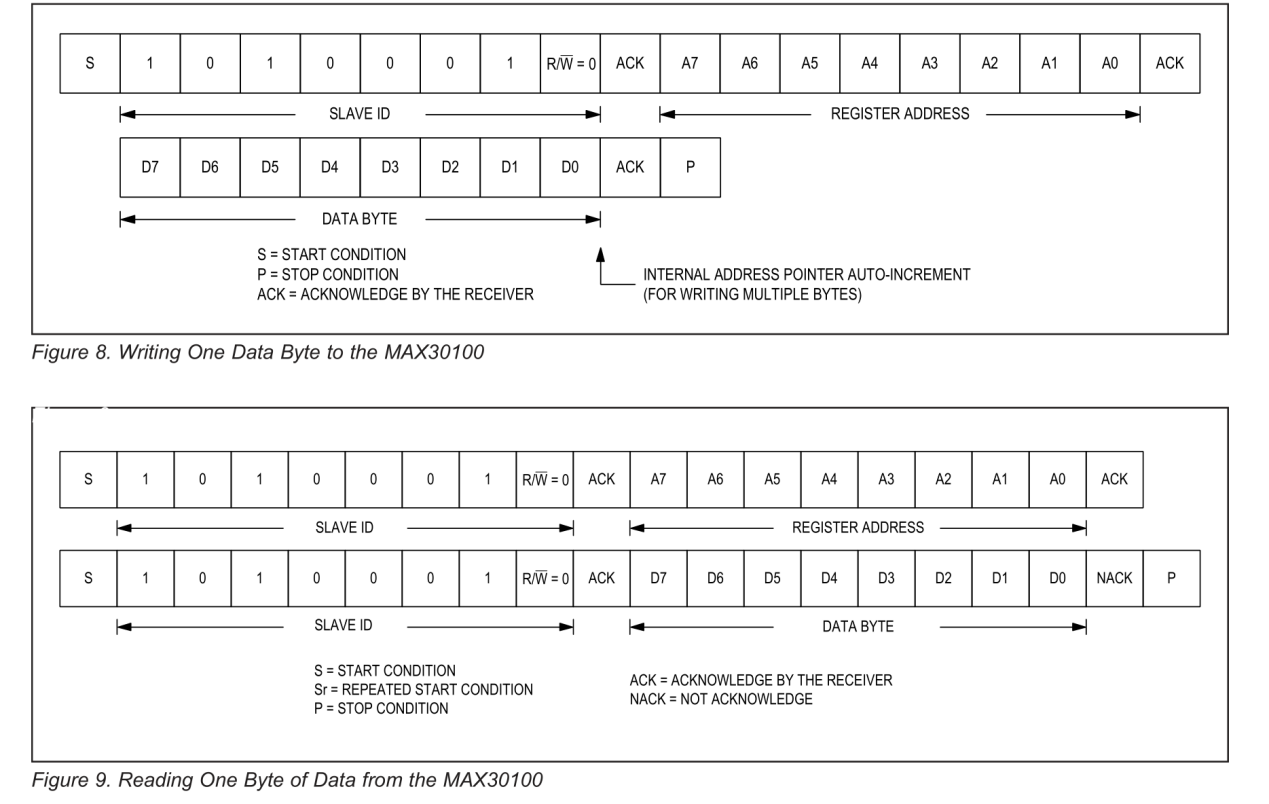 S 1 0 1 0 0 0 1 R/W̅ = 0 ACK A7 A6 A5 A4 A3 A2 A1 A0 ACK
SLAVE ID REGISTER ADDRESS
D7 D6 D5 D4 D3 D2 D1 D0 ACK P
DATA BYTE
S = START CONDITION
P = STOP CONDITION
ACK = ACKNOWLEDGE BY THE RECEIVER
INTERNAL ADDRESS POINTER AUTO-INCREMENT
(FOR WRITING MULTIPLE BYTES)
Figure 8. Writing One Data Byte to the MAX30100
S 1 0 1 0 0 0 1 R/W̅ = 0 ACK A7 A6 A5 A4 A3 A2 A1 A0 ACK
SLAVE ID REGISTER ADDRESS
S 1 0 1 0 0 0 1 R/W̅ = 0 ACK D7 D6 D5 D4 D3 D2 D1 D0 NACK P
SLAVE ID DATA BYTE
S = START CONDITION
Sr = REPEATED START CONDITION
P = STOP CONDITION
ACK = ACKNOWLEDGE BY THE RECEIVER
NACK = NOT ACKNOWLEDGE
Figure 9. Reading One Byte of Data from the MAX30100